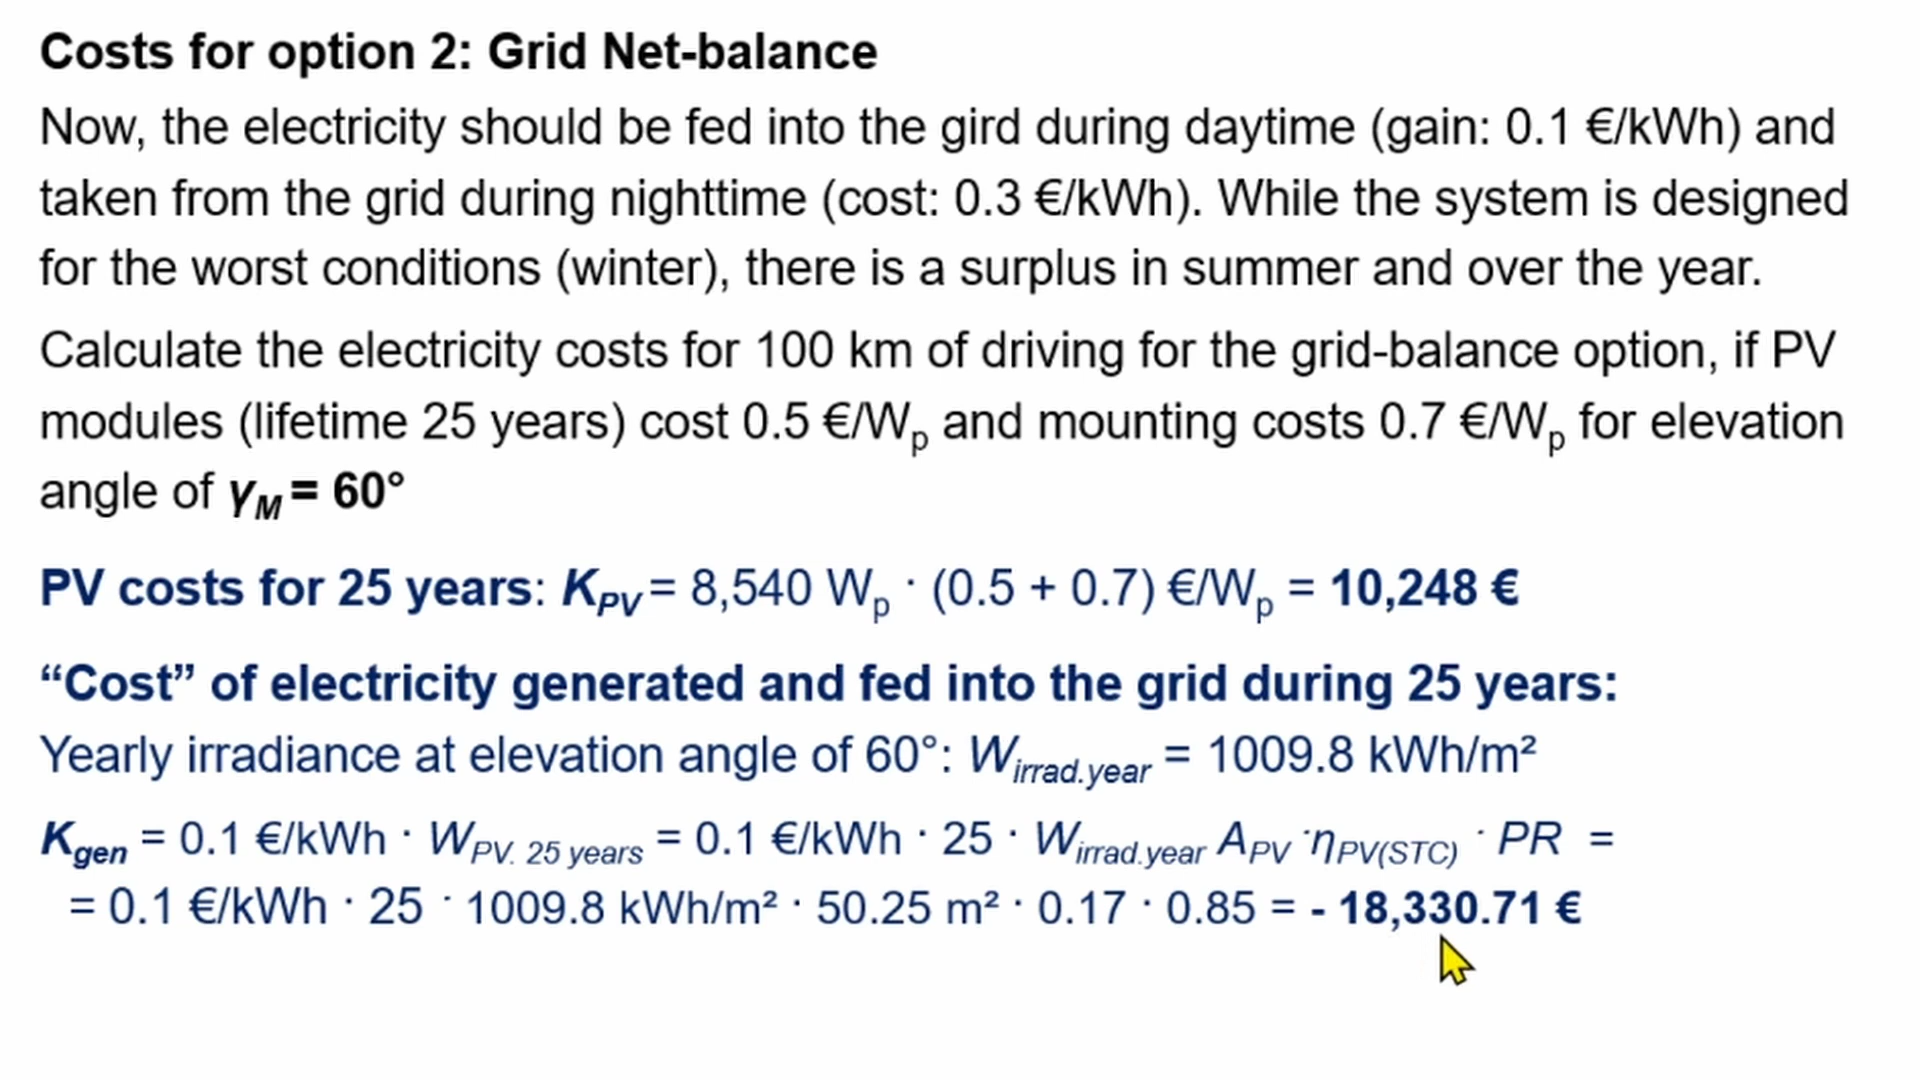 Costs for option 2: Grid Net-balance
Now, the electricity should be fed into the gird during daytime (gain: 0.1 €/kWh) and
taken from the grid during nighttime (cost: 0.3 €/kWh). While the system is designed
for the worst conditions (winter), there is a surplus in summer and over the year.
Calculate the electricity costs for 100 km of driving for the grid-balance option, if PV
modules (lifetime 25 years) cost 0.5 €/Wp and mounting costs 0.7 €/Wp for elevation
angle of γM = 60°
PV costs for 25 years: KPV = 8,540 Wp · (0.5 + 0.7) €/Wp = 10,248 €
“Cost” of electricity generated and fed into the grid during 25 years:
Yearly irradiance at elevation angle of 60°: Wirrad.year = 1009.8 kWh/m²
Kgen = 0.1 €/kWh · WPV. 25 years = 0.1 €/kWh · 25 · Wirrad.year APV ·ηPV(STC) · PR =
= 0.1 €/kWh · 25 · 1009.8 kWh/m² · 50.25 m² · 0.17 · 0.85 = - 18,330.71 €